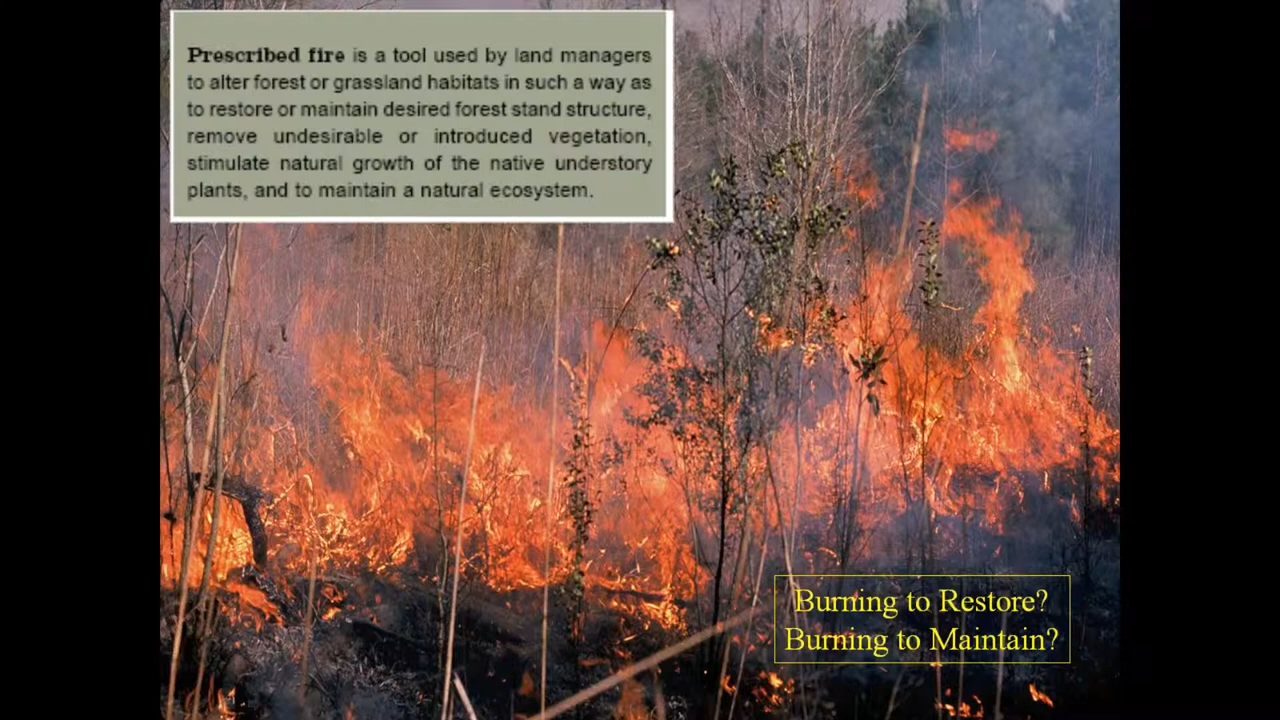 Prescribed fire is a tool used by land managers
to alter forest or grassland habitats in such a way as
to restore or maintain desired forest stand structure,
remove undesirable or introduced vegetation,
stimulate natural growth of the native understory
plants, and to maintain a natural ecosystem.
Burning to Restore?
Burning to Maintain?